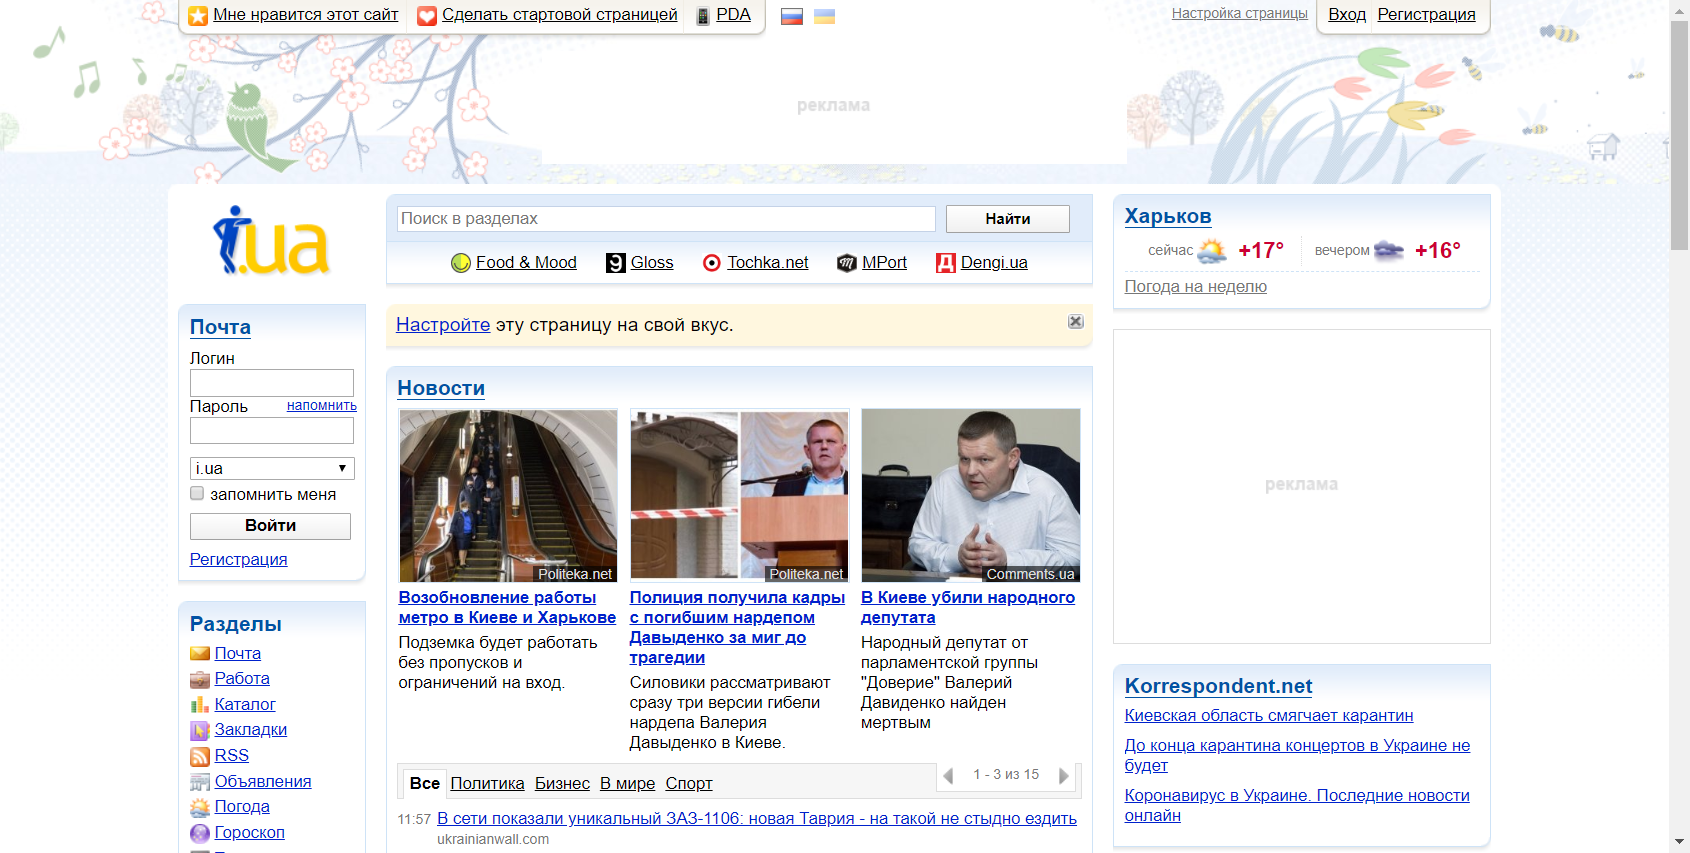 Мне нравится этот сайт
Сделать стартовой страницей
PDA
Настройка страницы
Вход
Регистрация
реклама
i.ua
Поиск в разделах
Найти
Food & Mood
Gloss
Tochka.net
MPort
Dengi.ua
Харьков
сейчас +17°
вечером +16°
Погода на неделю
Почта
Логин
Пароль
напомнить
i.ua
запомнить меня
Войти
Регистрация
Настройте эту страницу на свой вкус.
Новости
Politeka.net
Возобновление работы
метро в Киеве и Харькове
Подземка будет работать
без пропусков и
ограничений на вход.
Politeka.net
Полиция получила кадры
с погибшим нардепом
Давыденко за миг до
трагедии
Силовики рассматривают
сразу три версии гибели
нардепа Валерия
Давыденко в Киеве.
Comments.ua
В Киеве убили народного
депутата
Народный депутат от
парламентской группы
"Доверие" Валерий
Давиденко найден
мертвым
реклама
Разделы
Почта
Работа
Каталог
Закладки
RSS
Объявления
Погода
Гороскоп
Все
Политика
Бизнес
В мире
Спорт
1 - 3 из 15
11:57 В сети показали уникальный ЗАЗ-1106: новая Таврия - на такой не стыдно ездить
ukrainianwall.com
Korrespondent.net
Киевская область смягчает карантин
До конца карантина концертов в Украине не
будет
Коронавирус в Украине. Последние новости
онлайн